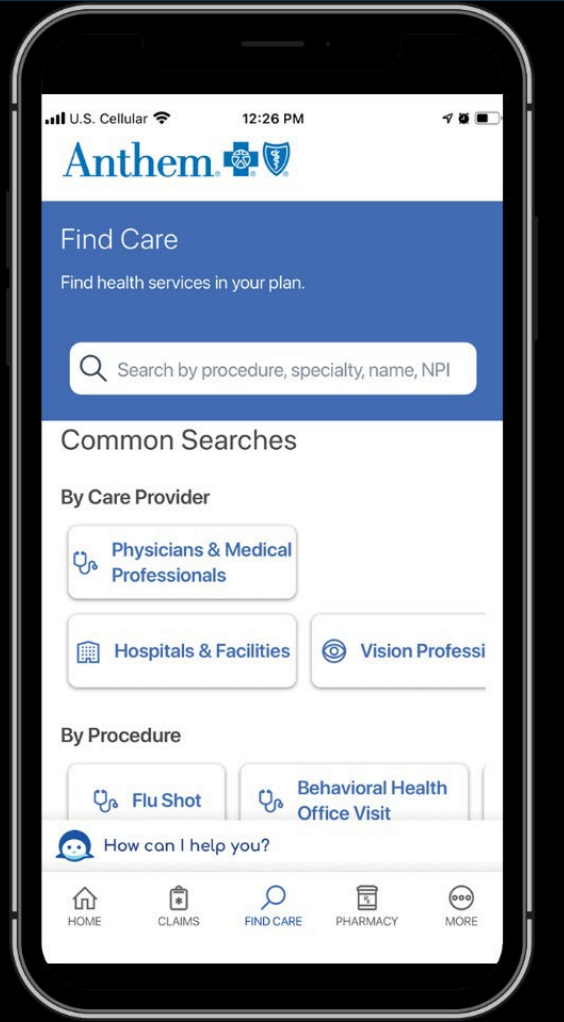 U.S. Cellular 12:26 PM
Anthem
Find Care
Find health services in your plan.
Search by procedure, specialty, name, NPI
Common Searches
By Care Provider
Physicians & Medical
Professionals
Hospitals & Facilities Vision Professi
By Procedure
Flu Shot Behavioral Health
Office Visit
How can I help you?
HOME CLAIMS FIND CARE PHARMACY MORE